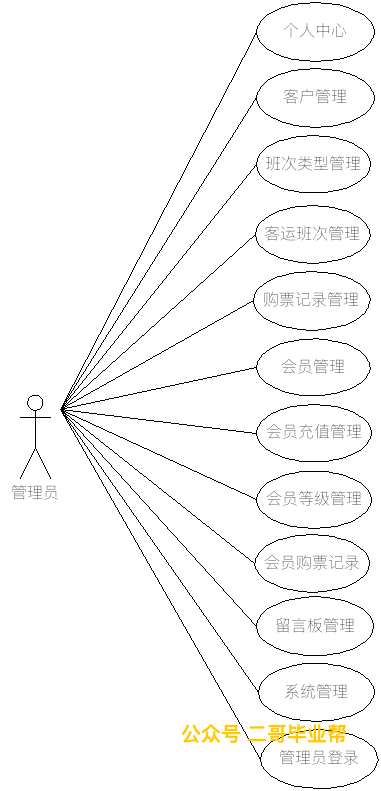 个人中心
客户管理
班次类型管理
客运班次管理
购票记录管理
会员管理
会员充值管理
会员等级管理
会员购票记录
留言板管理
系统管理
管理员登录
管理员
公众号 二哥毕业帮